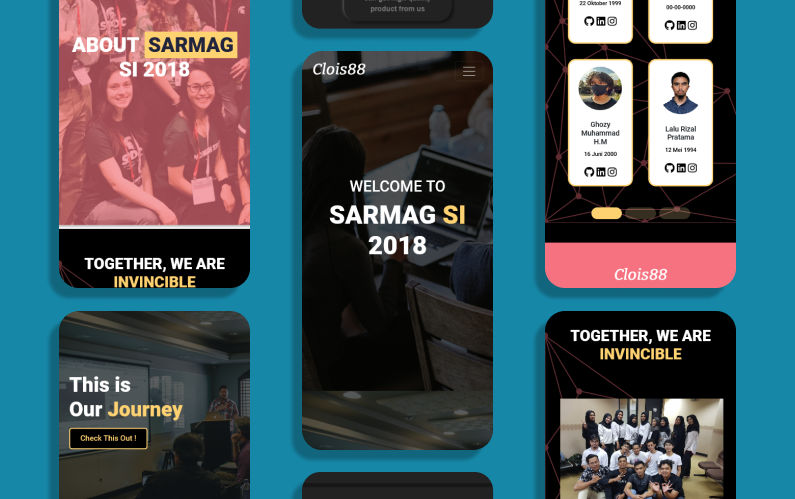 ABOUT SARMAG
SI 2018
TOGETHER, WE ARE
INVINCIBLE
This is
Our Journey
Check This Out !
product from us
Clois88
WELCOME TO
SARMAG SI
2018
22 Oktober 1999
00-00-0000
Ghozy
Muhammad
H.M
16 Juni 2000
Lalu Rizal
Pratama
12 Mei 1994
Clois88
TOGETHER, WE ARE
INVINCIBLE